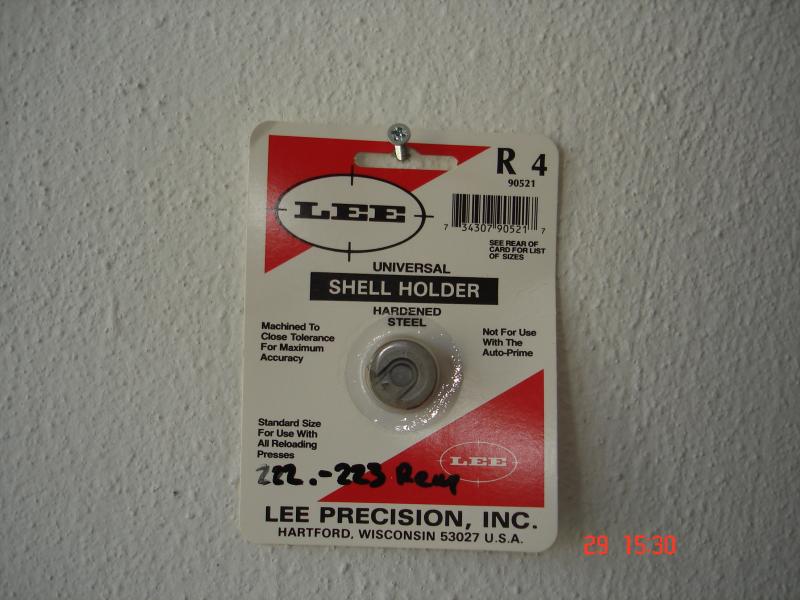 R 4
90521
LEE
7 34307 90521 7
SEE REAR OF
CARD FOR LIST
OF SIZES
UNIVERSAL
SHELL HOLDER
HARDENED
STEEL
Machined To
Close Tolerance
For Maximum
Accuracy
Not For Use
With The
Auto-Prime
Standard Size
For Use With
All Reloading
Presses
LEE
222.-223 Rem
LEE PRECISION, INC.
HARTFORD, WISCONSIN 53027 U.S.A.
29 15:30